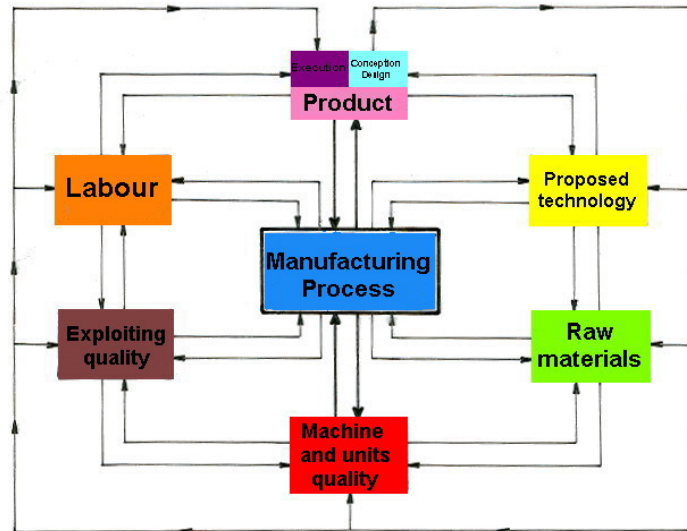 Execution
Conception
Design
Product
Labour
Proposed
technology
Manufacturing
Process
Exploiting
quality
Raw
materials
Machine
and units
quality